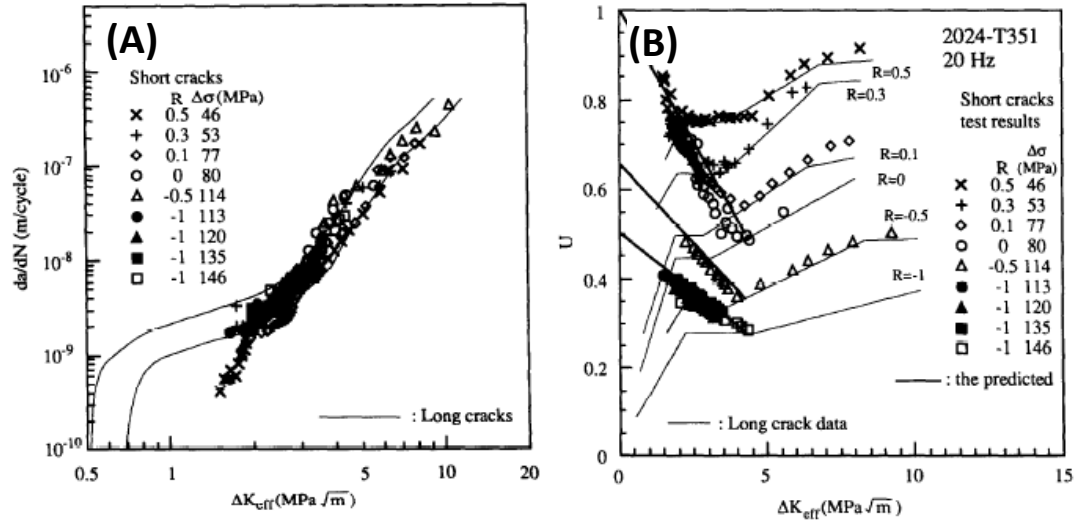 (A)
10-6
10-7
10-8
10-9
10-10
da/dN (m/cycle)
Short cracks
R Δσ(MPa)
0.5 46
0.3 53
0.1 77
0 80
-0.5 114
-1 113
-1 120
-1 135
-1 146
: Long cracks
0.5 1 2 5 10 20
ΔKeff(MPa √m)
(B)
1
0.8
0.6
0.4
0.2
0
U
2024-T351
20 Hz
R=0.5
R=0.3
R=0.1
R=0
R=-0.5
R=-1
Short cracks
test results
Δσ
R (MPa)
0.5 46
0.3 53
0.1 77
0 80
-0.5 114
-1 113
-1 120
-1 135
-1 146
: the predicted
: Long crack data
0 5 10 15
ΔKeff(MPa √m)